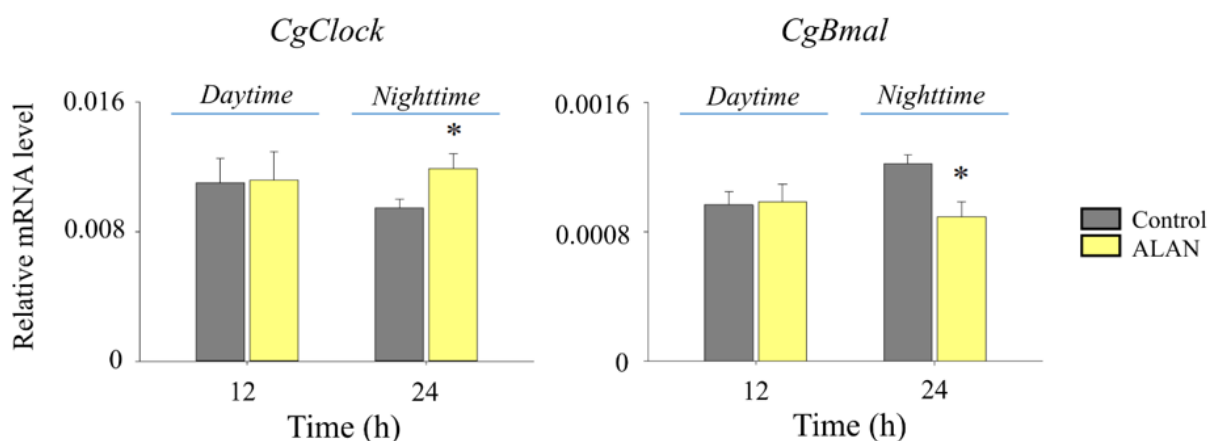 CgClock
CgBmal
Relative mRNA level
0.016
0.008
0
Daytime
Nighttime
*
12
24
Time (h)
0.0016
0.0008
0
Daytime
Nighttime
*
12
24
Time (h)
Control
ALAN